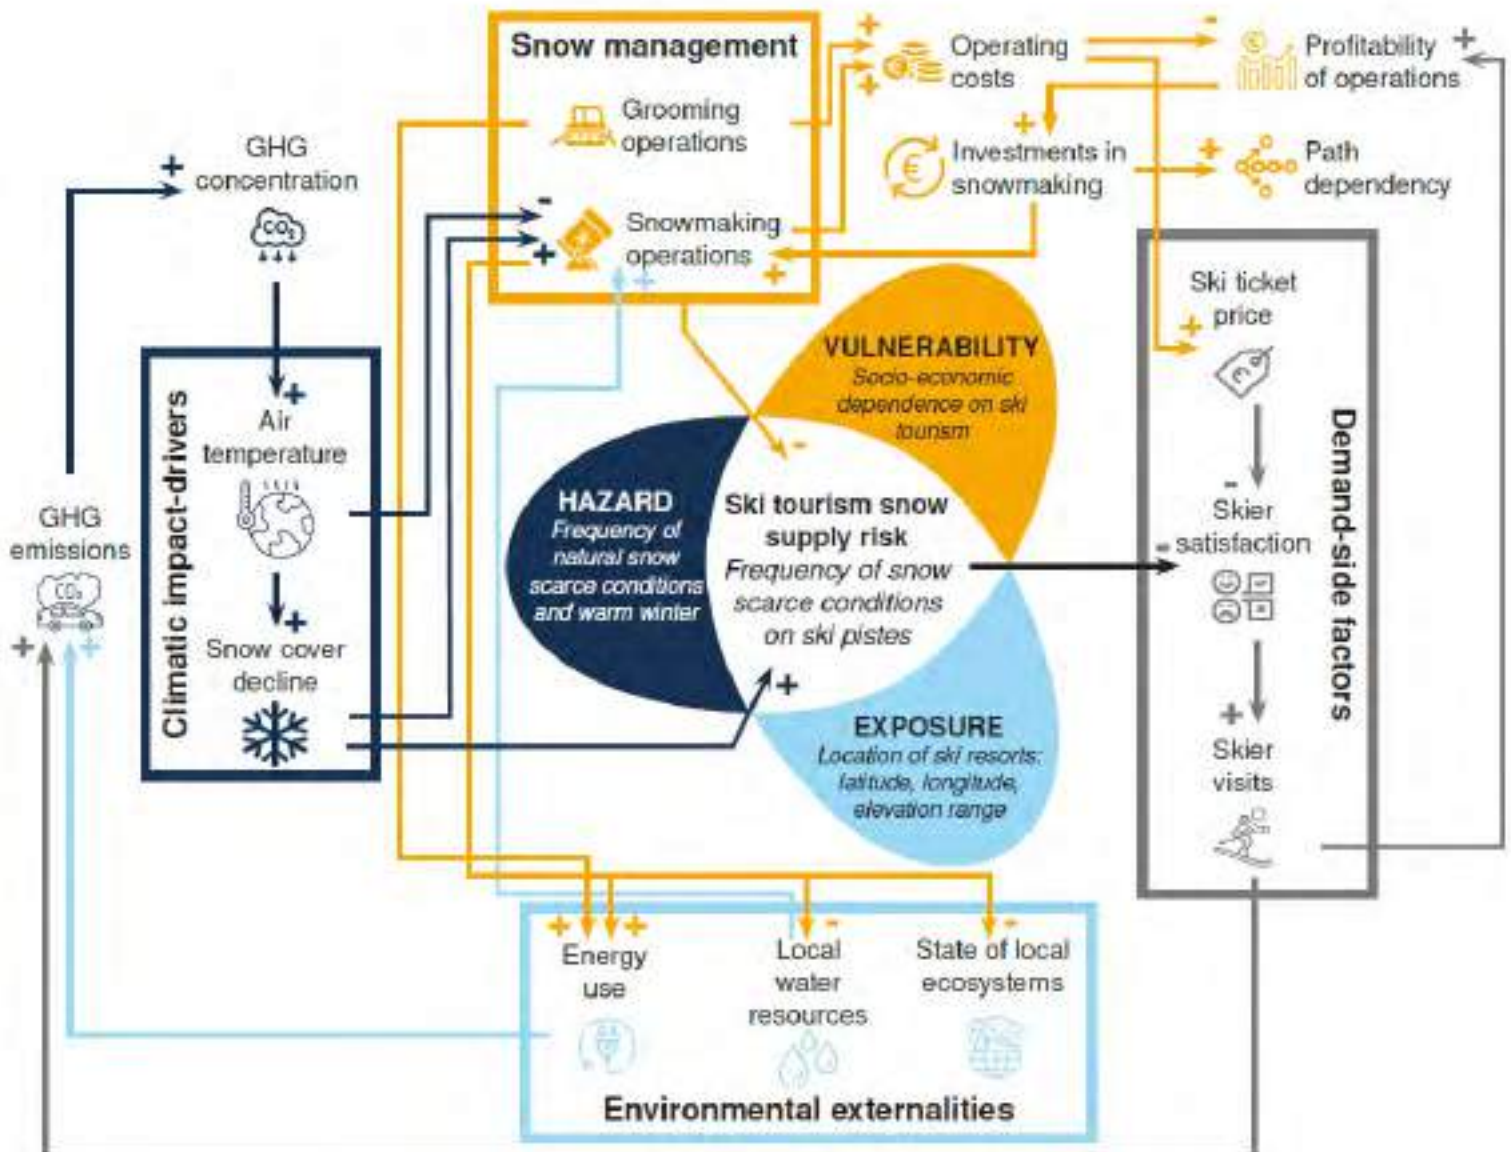 Snow management
Grooming
operations
Snowmaking
operations
Operating
costs
Profitability
of operations
Investments in
snowmaking
Path
dependency
GHG
concentration
CO₂
Climatic impact-drivers
Air
temperature
Snow cover
decline
GHG
emissions
CO₂
VULNERABILITY
Socio-economic
dependence on ski
tourism
HAZARD
Frequency of
natural snow
scarce conditions
and warm winter
Ski tourism snow
supply risk
Frequency of snow
scarce conditions
on ski pistes
EXPOSURE
Location of ski resorts:
latitude, longitude,
elevation range
Demand-side factors
Ski ticket
price
Skier
satisfaction
Skier
visits
Energy
use
Local
water
resources
State of local
ecosystems
Environmental externalities